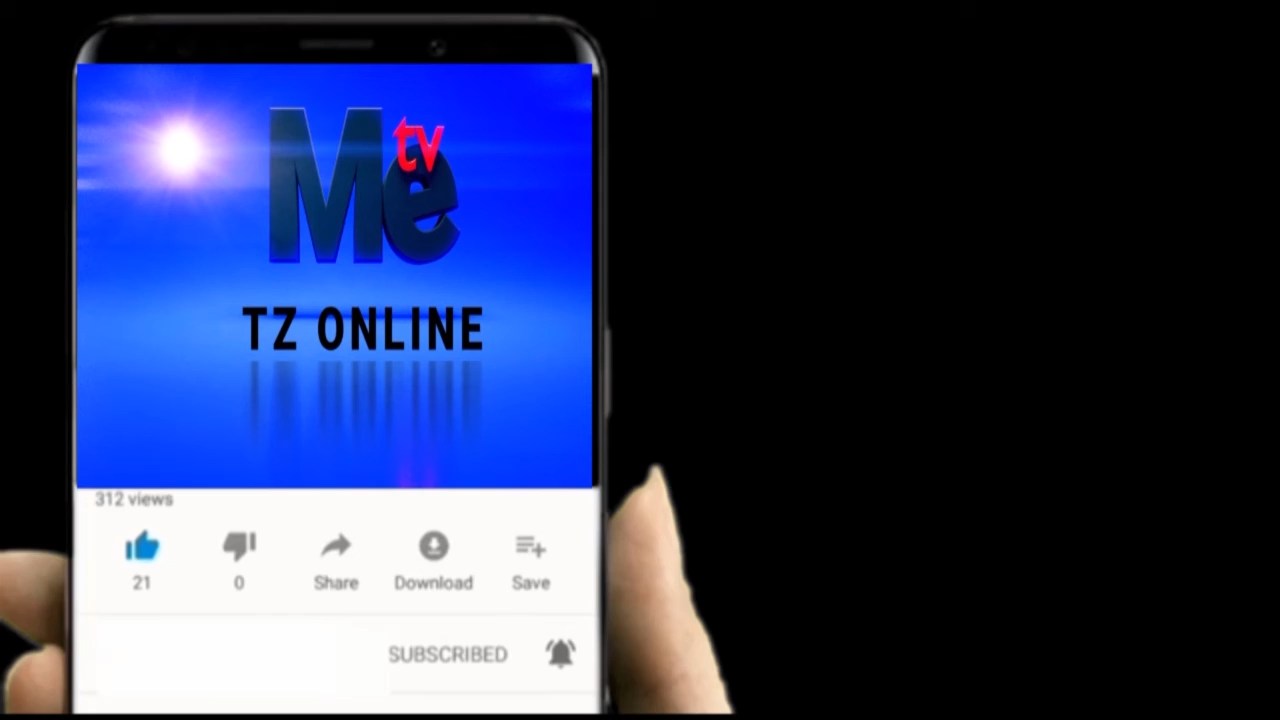 Me tv
TZ ONLINE
312 views
21
0
Share
Download
Save
SUBSCRIBED